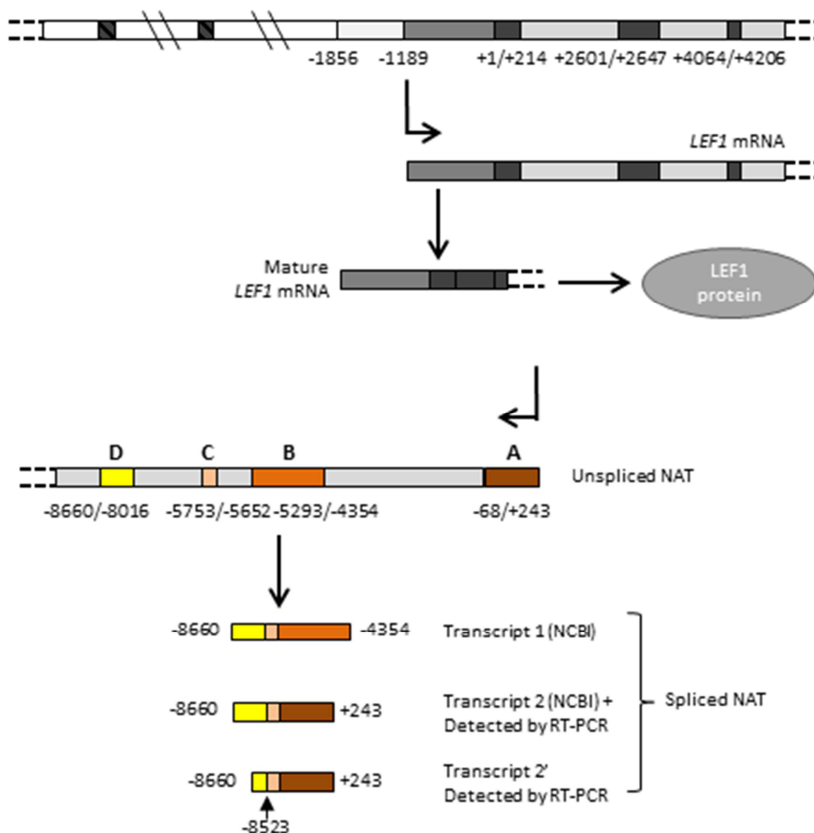 -1856 -1189 +1/+214 +2601/+2647 +4064/+4206
LEF1 mRNA
Mature
LEF1 mRNA
LEF1
protein
D C B A
Unspliced NAT
-8660/-8016 -5753/-5652 -5293/-4354 -68/+243
-8660 -4354 Transcript 1 (NCBI)
-8660 +243 Transcript 2 (NCBI) +
Detected by RT-PCR
Spliced NAT
-8660 +243 Transcript 2'
Detected by RT-PCR
-8523